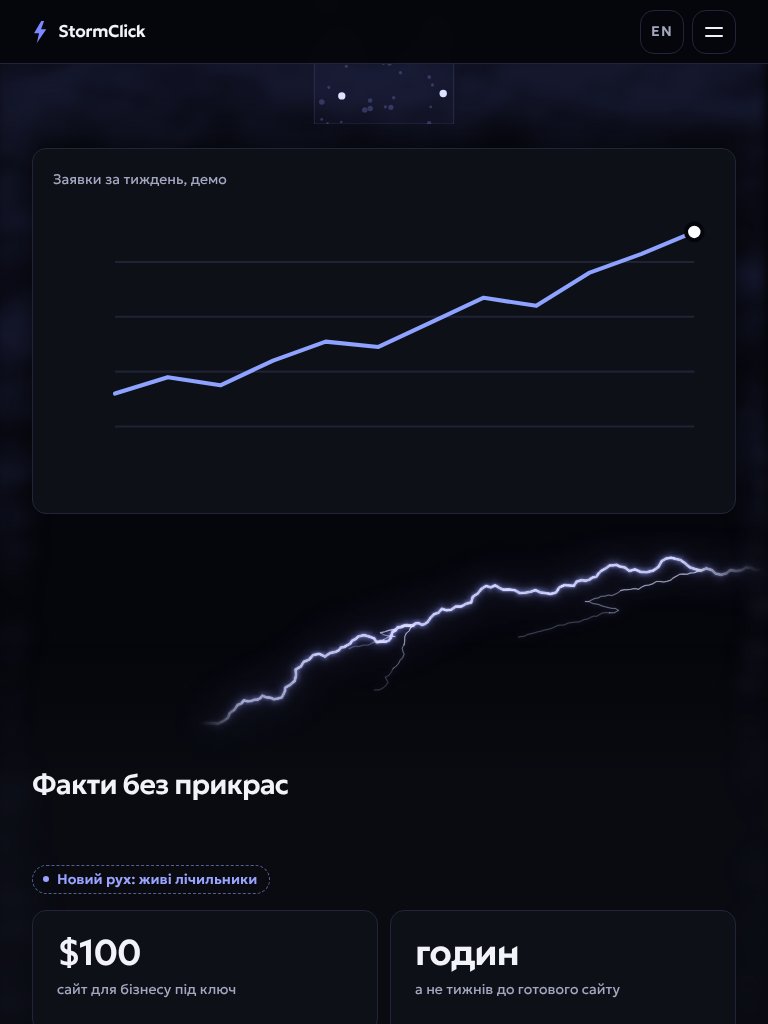 StormClick
EN
Заявки за тиждень, демо
Факти без прикрас
Новий рух: живі лічильники
$100
сайт для бізнесу під ключ
годин
а не тижнів до готового сайту